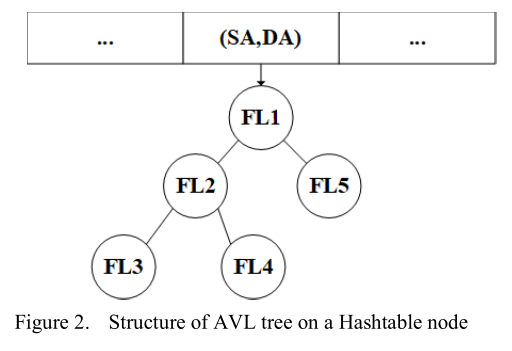 ... (SA,DA) ...
FL1
FL2 FL5
FL3 FL4
Figure 2. Structure of AVL tree on a Hashtable node